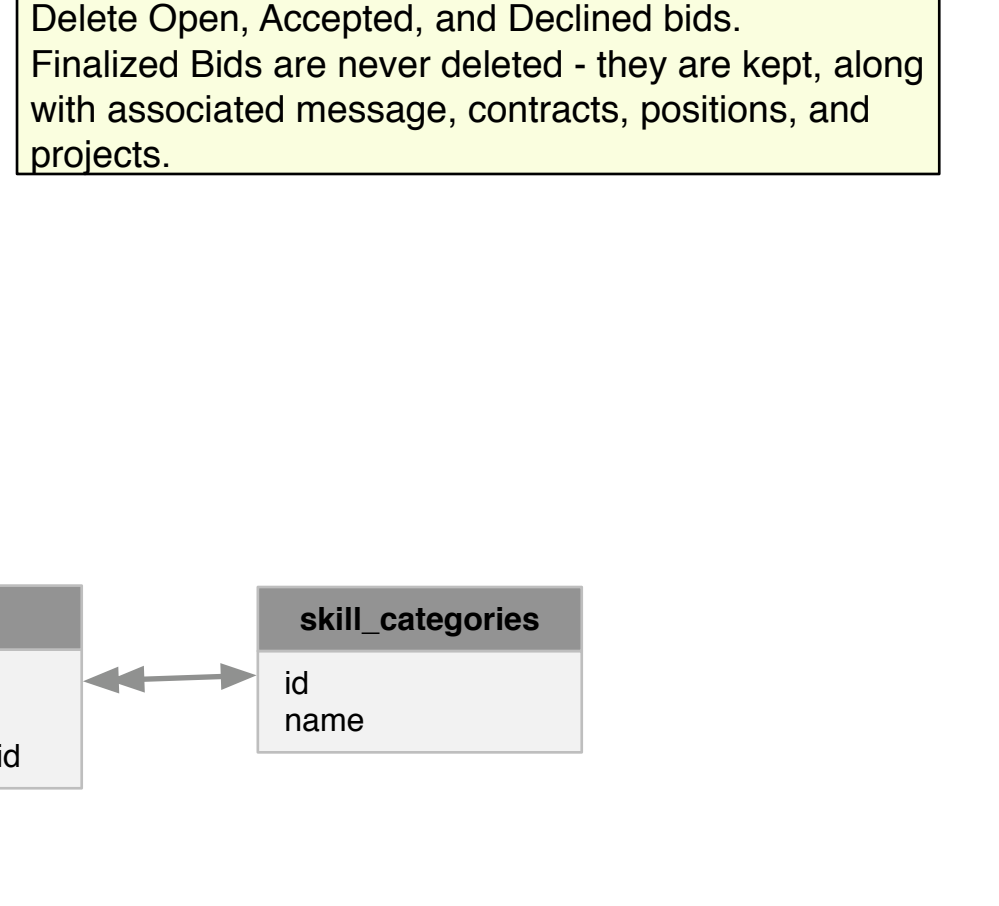 Delete Open, Accepted, and Declined bids.
Finalized Bids are never deleted - they are kept, along
with associated message, contracts, positions, and
projects.
skill_categories
id
name
id